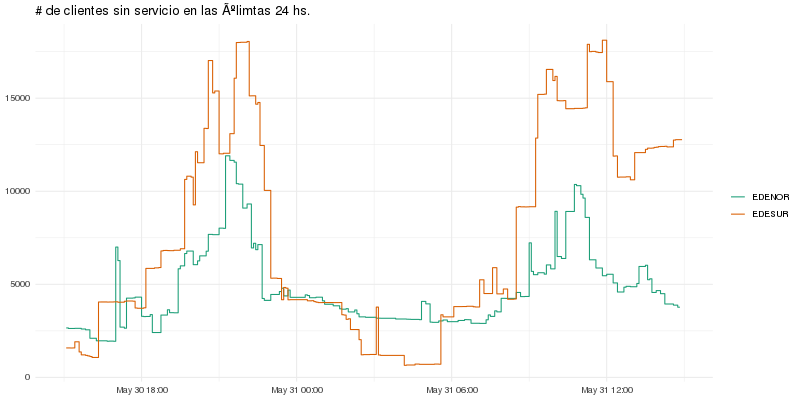 # de clientes sin servicio en las Ãºlimtas 24 hs.
15000
10000
5000
0
May 30 18:00
May 31 00:00
May 31 06:00
May 31 12:00
EDENOR
EDESUR